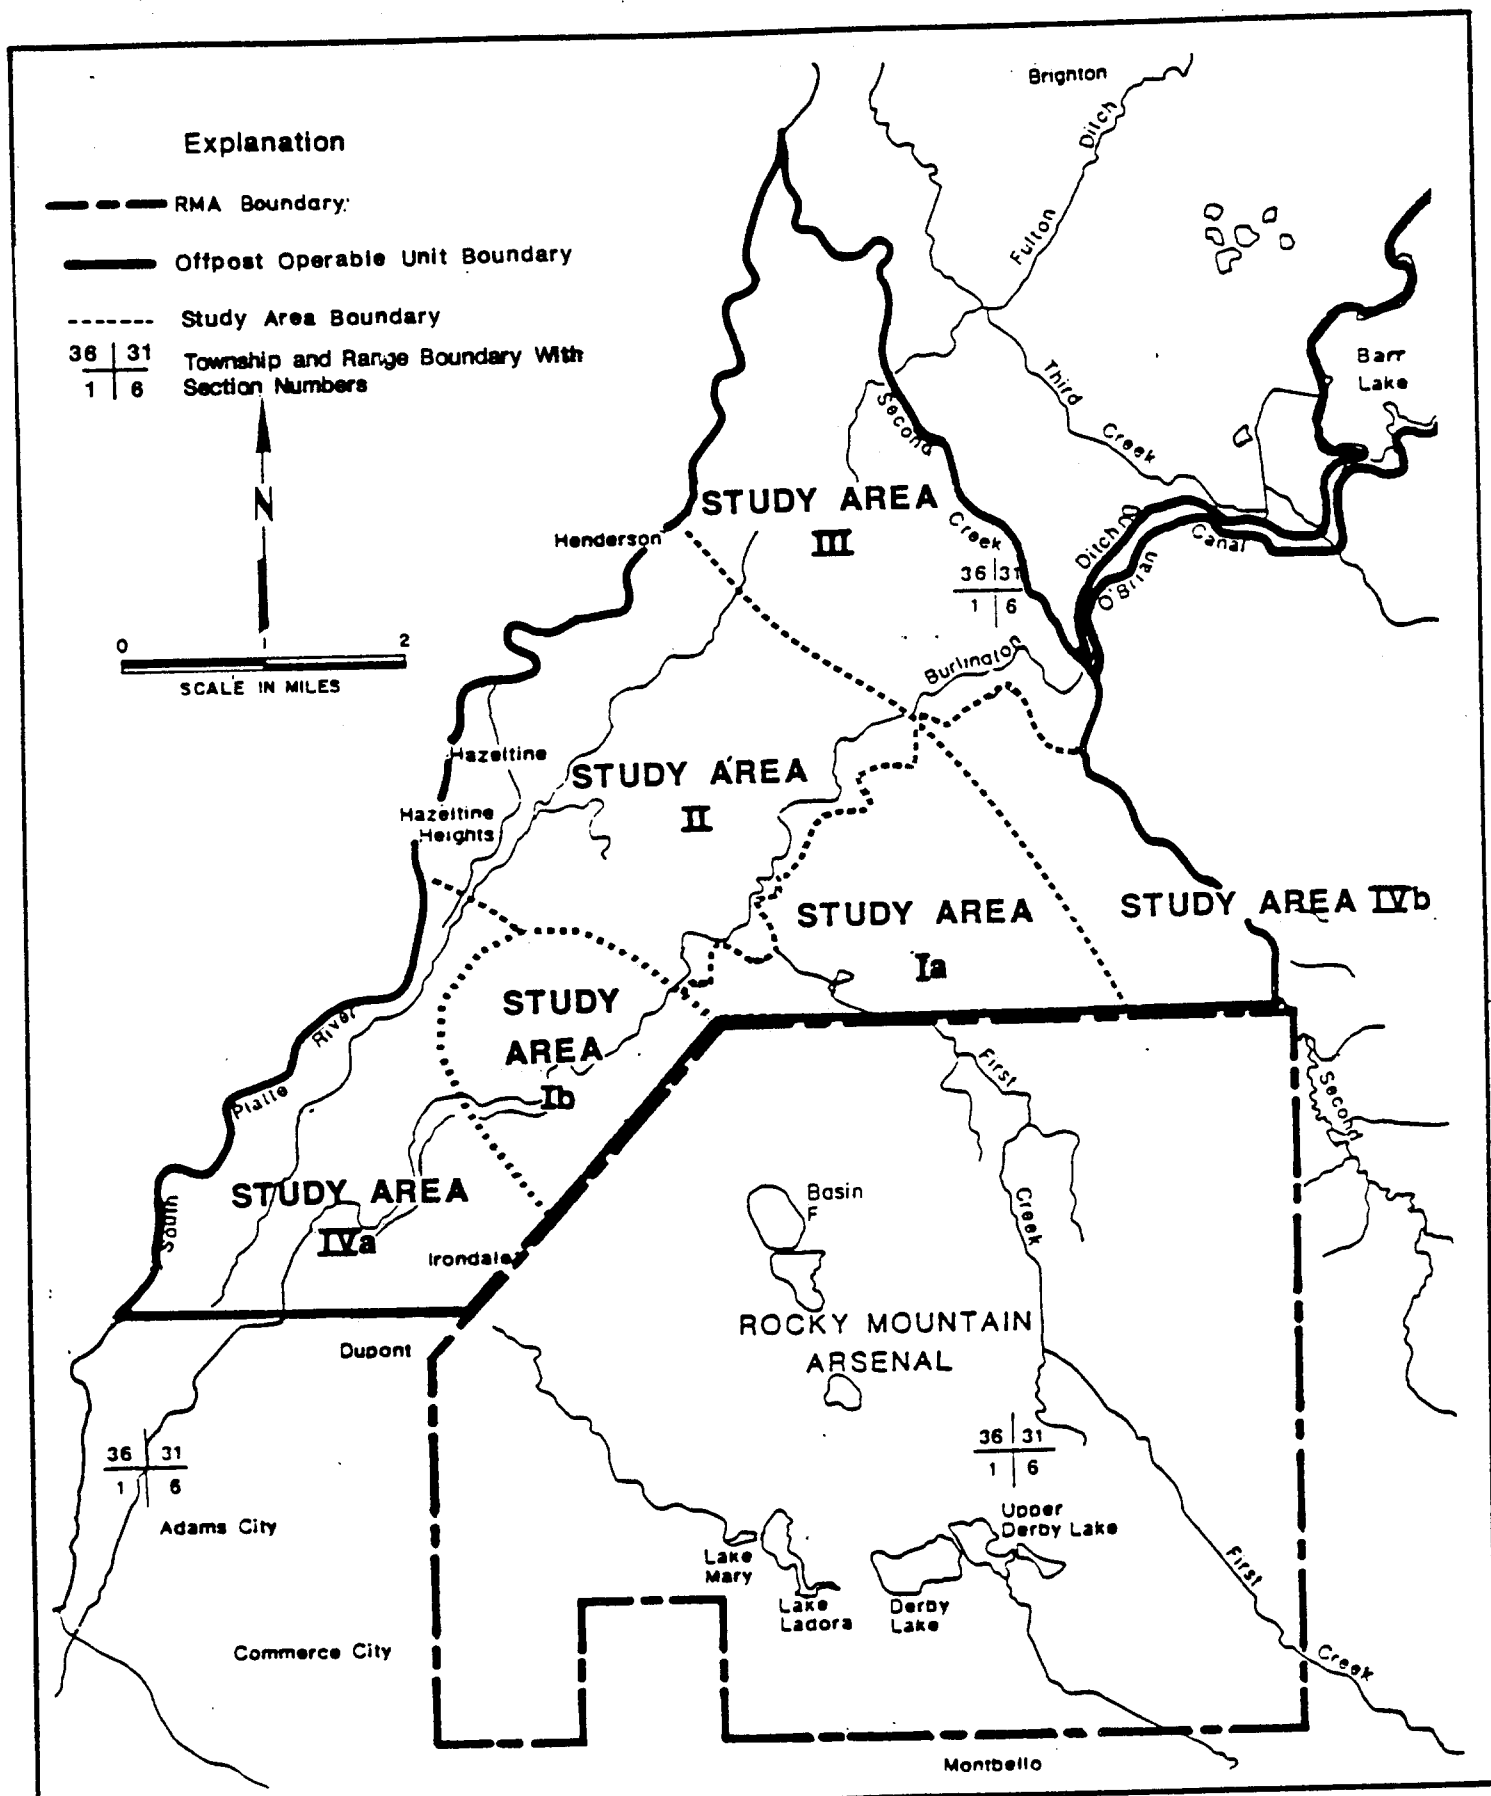 Brighton
Fulton Ditch
Explanation
RMA Boundary:
Offpost Operable Unit Boundary
Study Area Boundary
36 31
1 6
Township and Range Boundary With
Section Numbers
N
0 2
SCALE IN MILES
Barr
Lake
Third Creek
Second Creek
STUDY AREA
III
Henderson
36 31
1 6
Ditch
O'Brian Canal
Burlington
Hazeltine
STUDY AREA
II
Hazeltine
Heights
STUDY AREA
Ia
STUDY AREA IVb
STUDY
AREA
Ib
South Platte River
First Creek
Second
STUDY AREA
IVa
Irondale
Basin
F
ROCKY MOUNTAIN
ARSENAL
Dupont
36 31
1 6
36 31
1 6
Adams City
Upper
Derby Lake
Lake
Mary
Lake
Ladora
Derby
Lake
First Creek
Commerce City
Montbello